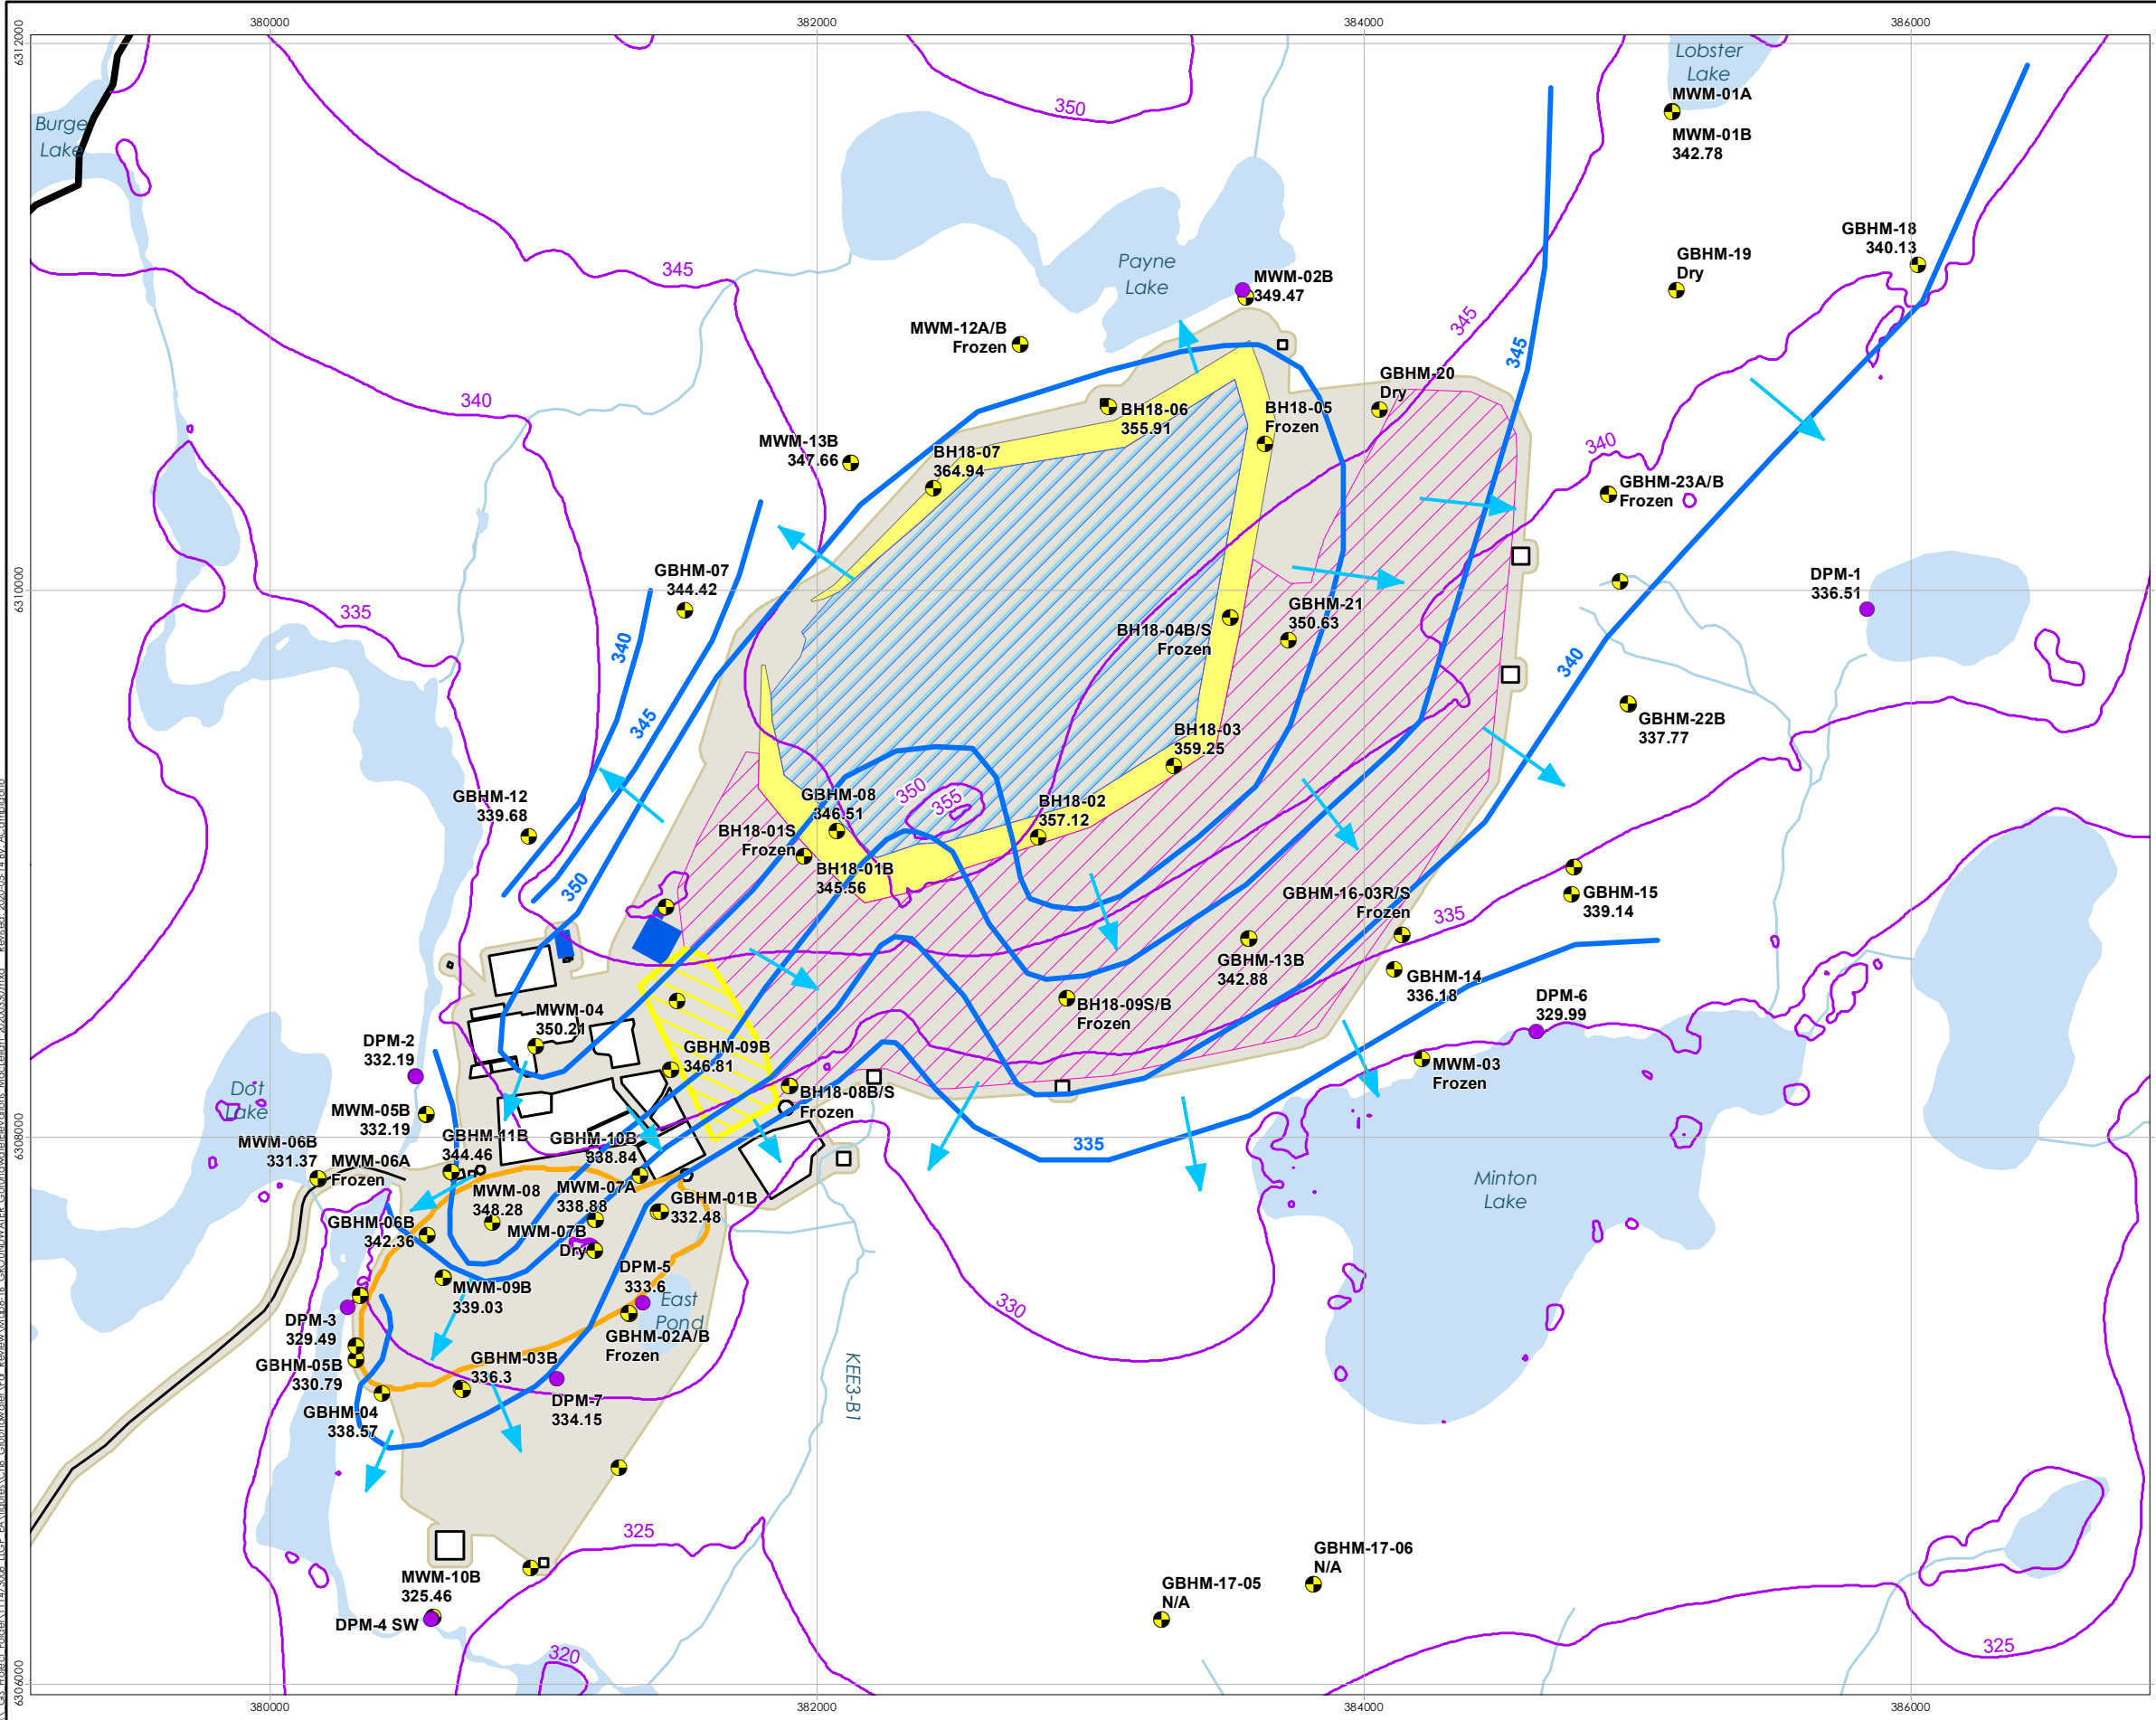 380000
382000
384000
386000
6312000
Lobster
Lake
MWM-01A
MWM-01B
342.78
350
Burge
Lake
GBHM-18
340.13
GBHM-19
Dry
Payne
Lake
345
MWM-02B
349.47
345
345
MWM-12A/B
Frozen
GBHM-20
Dry
340
BH18-06
355.91
BH18-05
Frozen
340
MWM-13B
347.66
BH18-07
364.94
GBHM-23A/B
Frozen
GBHM-07
344.42
6310000
DPM-1
336.51
335
340
GBHM-21
350.63
BH18-04B/S
Frozen
340
345
GBHM-22B
337.77
BH18-03
359.25
GBHM-12
339.68
GBHM-08
346.51
350
355
BH18-02
357.12
BH18-01S
Frozen
BH18-01B
345.56
350
GBHM-16-03R/S
Frozen
GBHM-15
339.14
335
GBHM-13B
342.88
GBHM-14
336.18
BH18-09S/B
Frozen
DPM-6
329.99
MWM-04
350.21
DPM-2
332.19
GBHM-09B
346.81
MWM-03
Frozen
Dot
Lake
BH18-08B/S
Frozen
MWM-05B
332.19
6308000
MWM-06B
331.37
MWM-06A
Frozen
GBHM-11B
344.46
GBHM-10B
338.84
335
MWM-08
348.28
MWM-07A
338.88
GBHM-01B
332.48
Minton
Lake
GBHM-06B
342.36
MWM-07B
Dry
DPM-5
333.6
MWM-09B
339.03
East
Pond
330
DPM-3
329.49
GBHM-02A/B
Frozen
GBHM-05B
330.79
GBHM-03B
336.3
KEE3-B1
GBHM-04
338.57
DPM-7
334.15
325
GBHM-17-06
N/A
MWM-10B
325.46
GBHM-17-05
N/A
DPM-4 SW
320
325
6306000
380000
382000
384000
386000